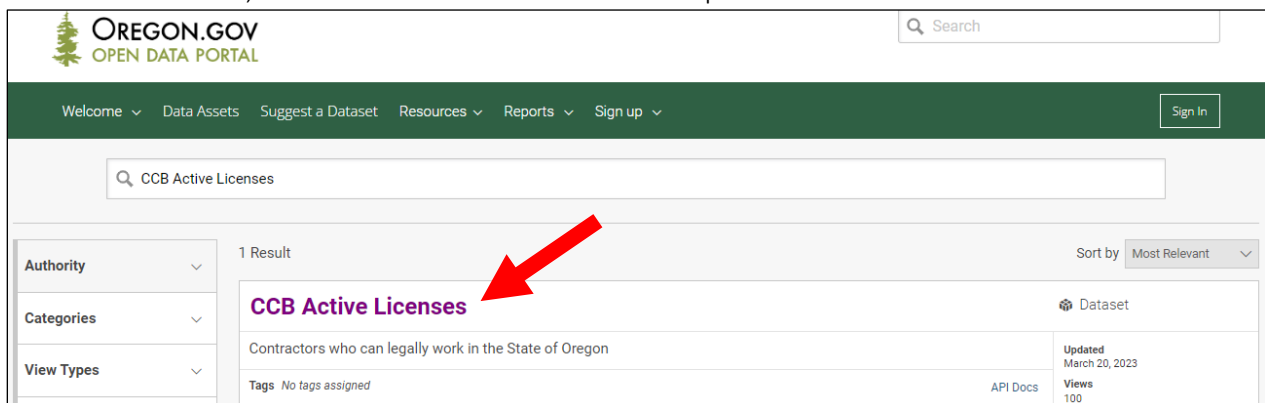 OREGON.GOV
OPEN DATA PORTAL
Search
Welcome Data Assets Suggest a Dataset Resources Reports Sign up Sign In
CCB Active Licenses
Authority
Categories
View Types
1 Result
Sort by Most Relevant
CCB Active Licenses
Dataset
Contractors who can legally work in the State of Oregon
Tags No tags assigned
API Docs
Updated
March 20, 2023
Views
100